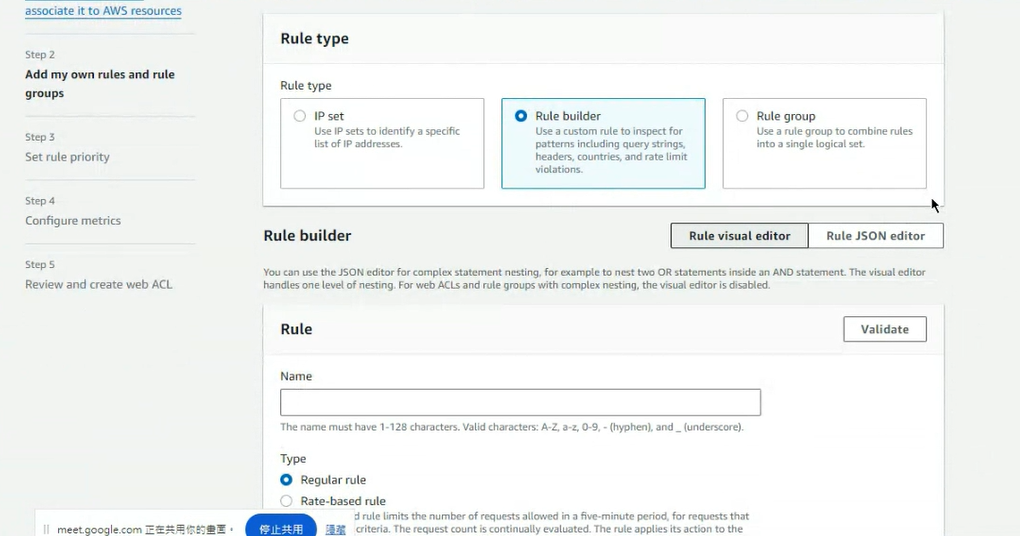 associate it to AWS resources
Step 2
Add my own rules and rule
groups
Step 3
Set rule priority
Step 4
Configure metrics
Step 5
Review and create web ACL
Rule type
Rule type
IP set
Use IP sets to identify a specific
list of IP addresses.
Rule builder
Use a custom rule to inspect for
patterns including query strings,
headers, countries, and rate limit
violations.
Rule group
Use a rule group to combine rules
into a single logical set.
Rule builder
Rule visual editor
Rule JSON editor
You can use the JSON editor for complex statement nesting, for example to nest two OR statements inside an AND statement. The visual editor
handles one level of nesting. For web ACLs and rule groups with complex nesting, the visual editor is disabled.
Rule
Validate
Name
The name must have 1-128 characters. Valid characters: A-Z, a-z, 0-9, - (hyphen), and _ (underscore).
Type
Regular rule
Rate-based rule
d rule limits the number of requests allowed in a five-minute period, for requests that
criteria. The request count is continually evaluated. The rule applies its action to the
meet.google.com 正在共用你的畫面。
停止共用
隱藏